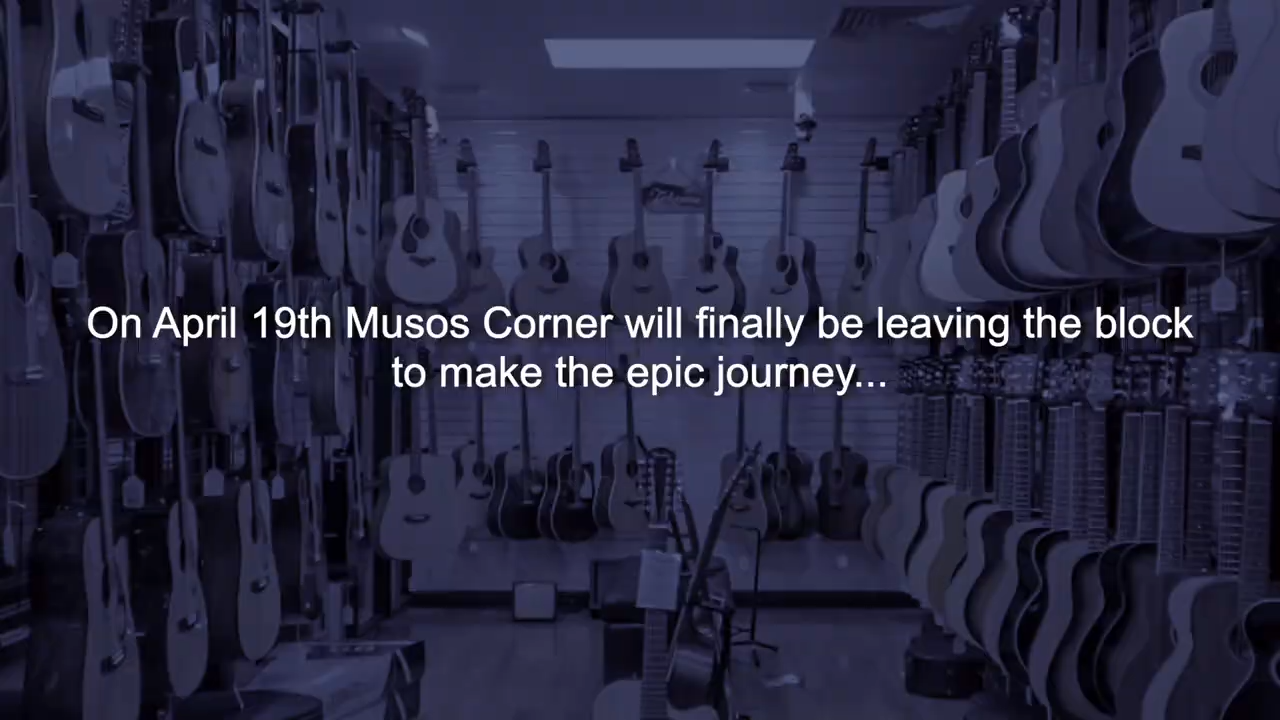 On April 19th Musos Corner will finally be leaving the block
to make the epic journey...